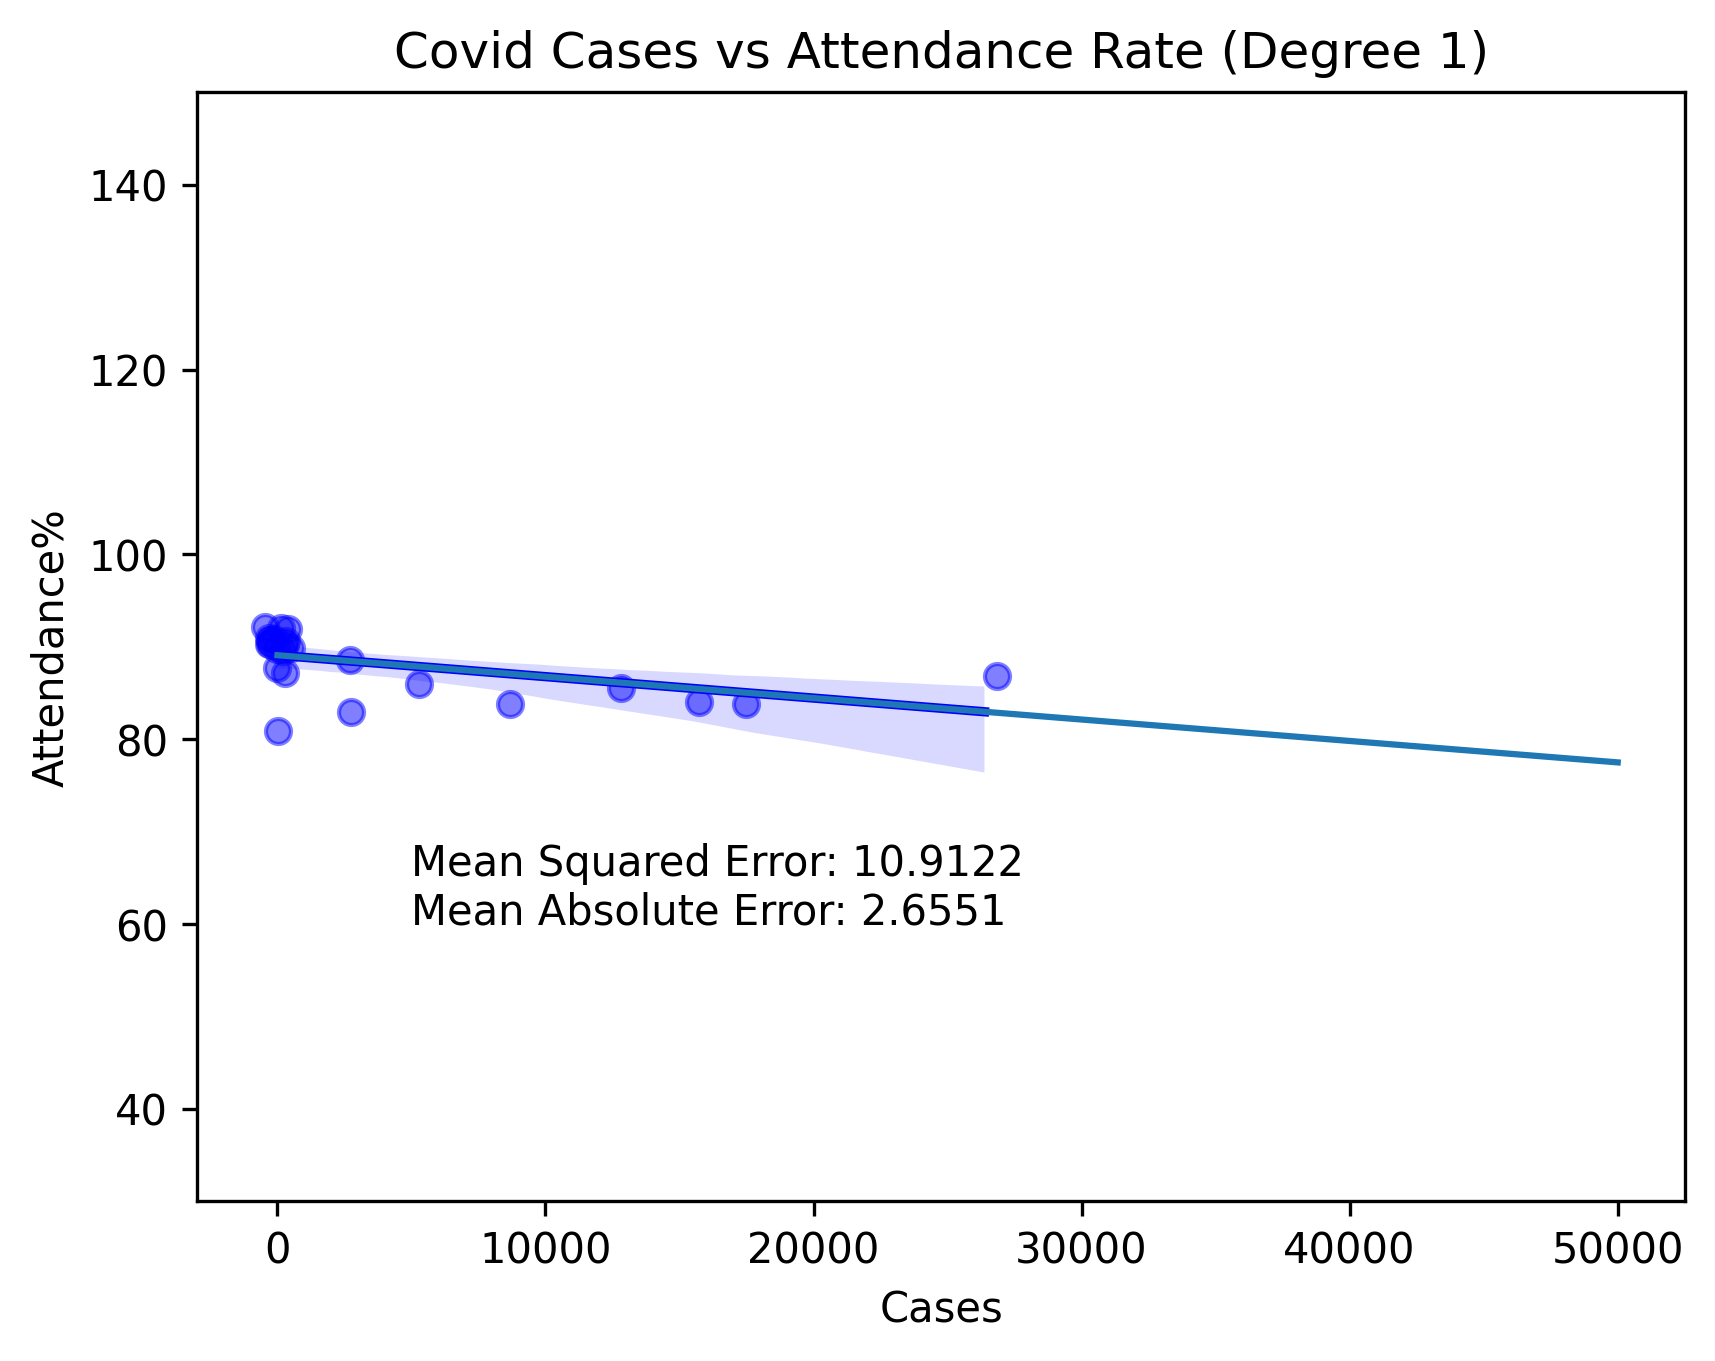 Covid Cases vs Attendance Rate (Degree 1)
140
120
100
80
60
40
Attendance%
Mean Squared Error: 10.9122
Mean Absolute Error: 2.6551
0 10000 20000 30000 40000 50000
Cases